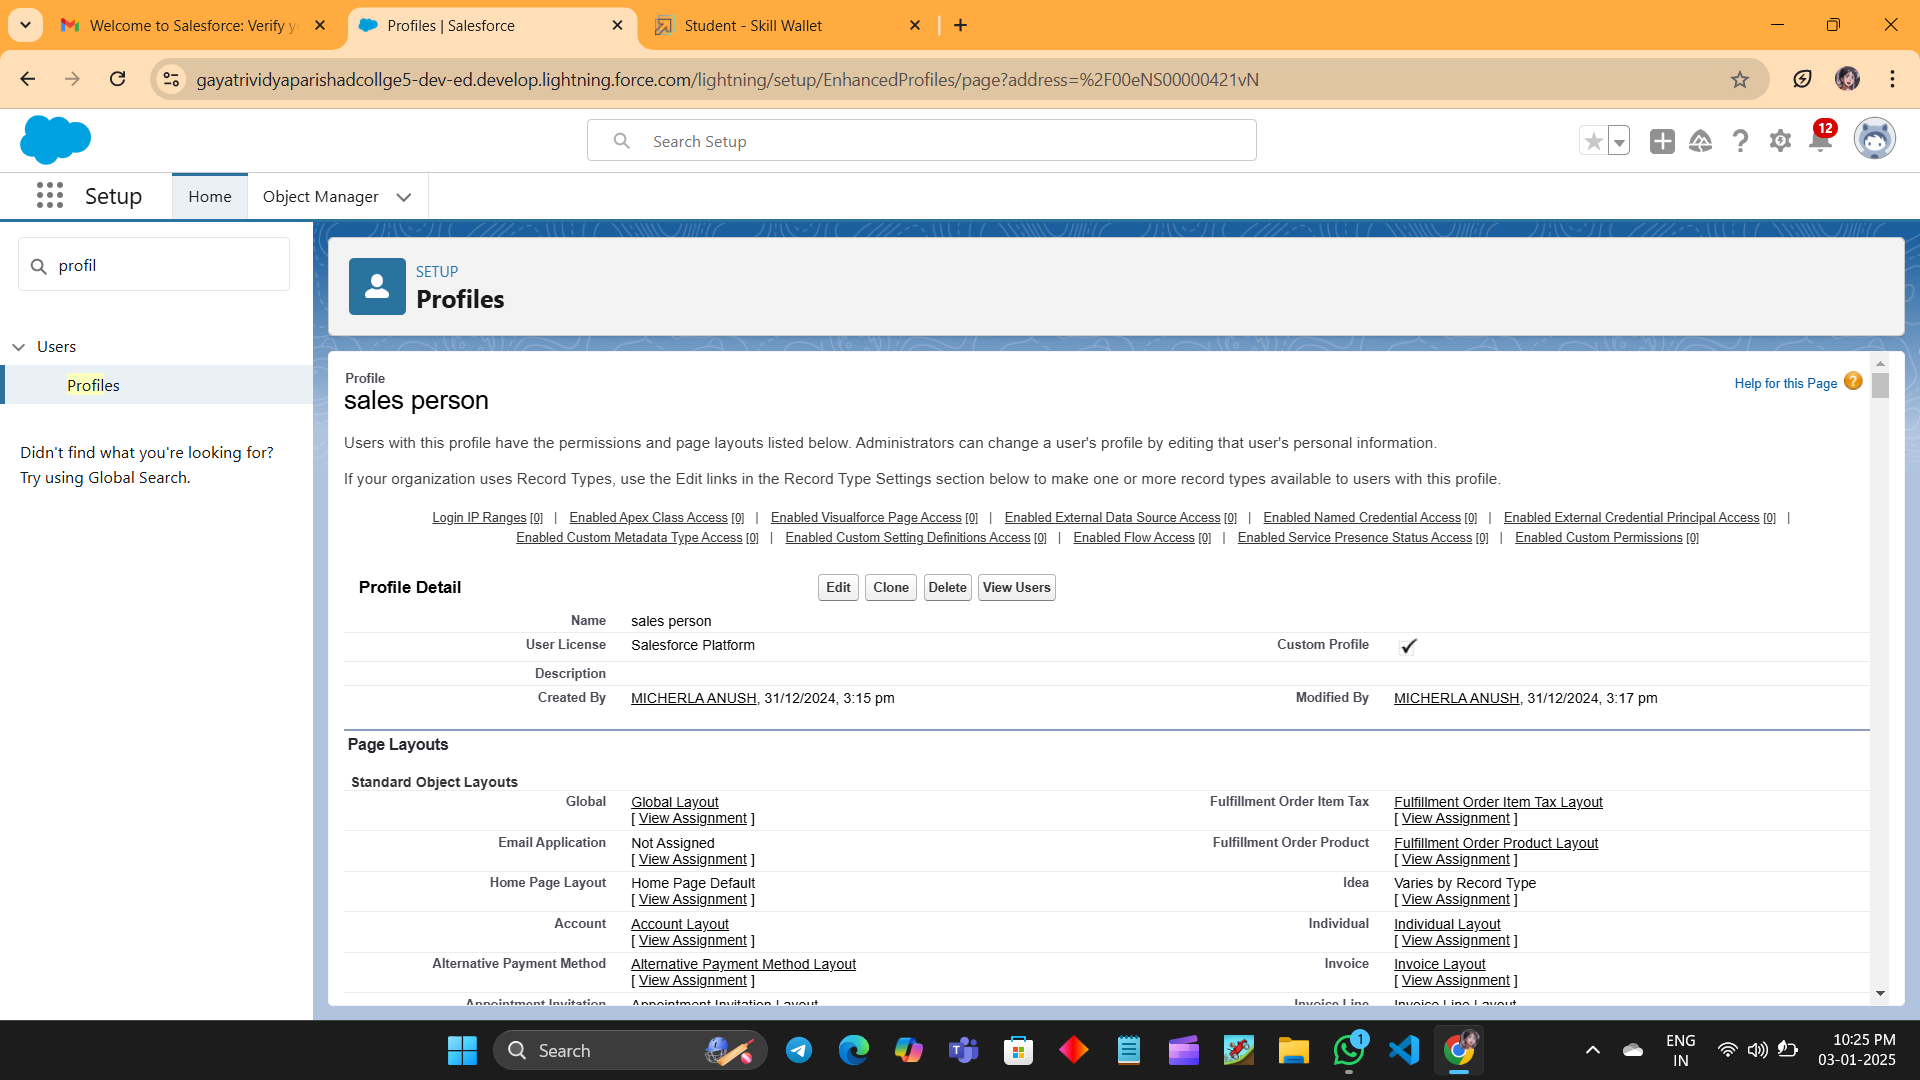 Welcome to Salesforce: Verify y
Profiles | Salesforce
Student - Skill Wallet
gayatrividyaparishadcollge5-dev-ed.develop.lightning.force.com/lightning/setup/EnhancedProfiles/page?address=%2F00eNS00000421vN
Search Setup
12
Setup
Home
Object Manager
profil
Users
Profiles
Didn't find what you're looking for?
Try using Global Search.
SETUP
Profiles
Help for this Page
Profile
sales person
Users with this profile have the permissions and page layouts listed below. Administrators can change a user's profile by editing that user's personal information.
If your organization uses Record Types, use the Edit links in the Record Type Settings section below to make one or more record types available to users with this profile.
Login IP Ranges [0] | Enabled Apex Class Access [0] | Enabled Visualforce Page Access [0] | Enabled External Data Source Access [0] | Enabled Named Credential Access [0] | Enabled External Credential Principal Access [0] |
Enabled Custom Metadata Type Access [0] | Enabled Custom Setting Definitions Access [0] | Enabled Flow Access [0] | Enabled Service Presence Status Access [0] | Enabled Custom Permissions [0]
Profile Detail Edit Clone Delete View Users
Name sales person
User License Salesforce Platform Custom Profile
Description
Created By MICHERLA ANUSH, 31/12/2024, 3:15 pm Modified By MICHERLA ANUSH, 31/12/2024, 3:17 pm
Page Layouts
Standard Object Layouts
Global Global Layout Fulfillment Order Item Tax Fulfillment Order Item Tax Layout
[ View Assignment ] [ View Assignment ]
Email Application Not Assigned Fulfillment Order Product Fulfillment Order Product Layout
[ View Assignment ] [ View Assignment ]
Home Page Layout Home Page Default Idea Varies by Record Type
[ View Assignment ] [ View Assignment ]
Account Account Layout Individual Individual Layout
[ View Assignment ] [ View Assignment ]
Alternative Payment Method Alternative Payment Method Layout Invoice Invoice Layout
[ View Assignment ] [ View Assignment ]
Appointment Invitation Appointment Invitation Layout Invoice Line Invoice Line Layout
Search
1
ENG
IN
10:25 PM
03-01-2025